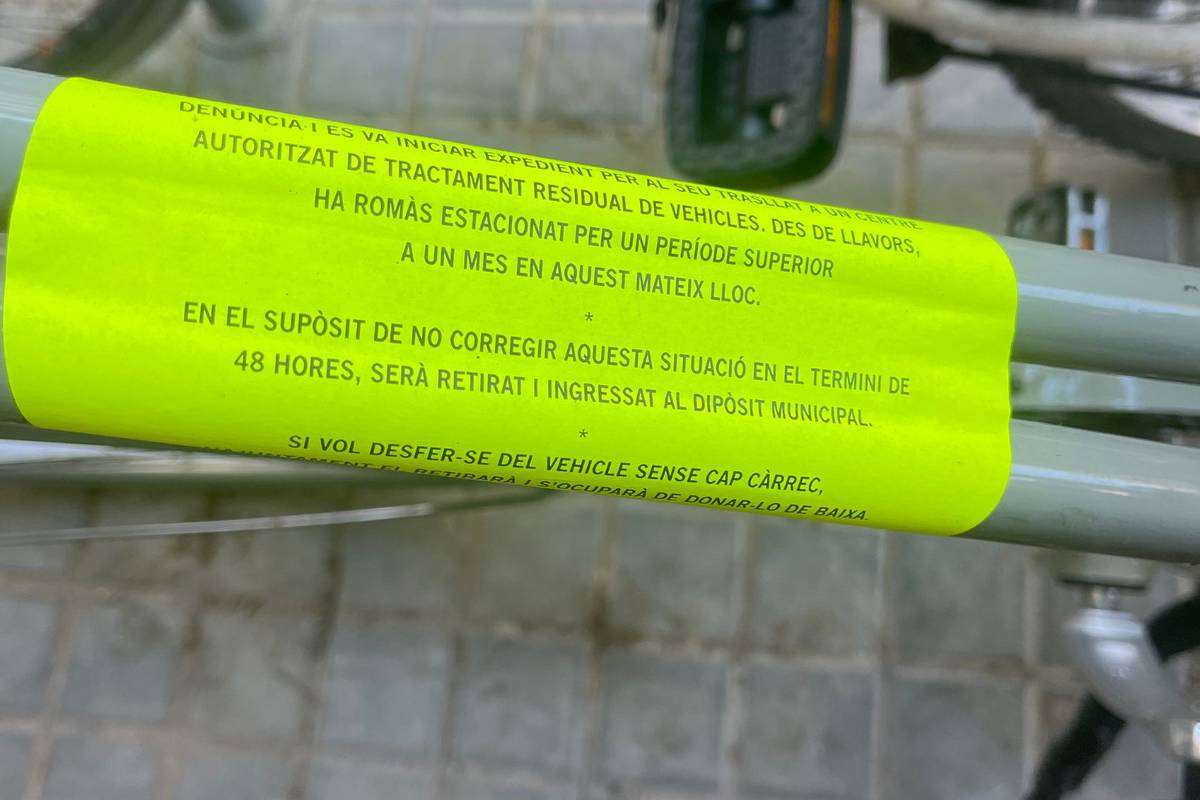 DENÚNCIA I ES VA INICIAR EXPEDIENT PER AL SEU TRASLLAT A UN CENTRE
AUTORITZAT DE TRACTAMENT RESIDUAL DE VEHICLES. DES DE LLAVORS,
HA ROMÀS ESTACIONAT PER UN PERÍODE SUPERIOR
A UN MES EN AQUEST MATEIX LLOC.
*
EN EL SUPÒSIT DE NO CORREGIR AQUESTA SITUACIÓ EN EL TERMINI DE
48 HORES, SERÀ RETIRAT I INGRESSAT AL DIPÒSIT MUNICIPAL.
*
SI VOL DESFER-SE DEL VEHICLE SENSE CAP CÀRREC,
EL RETIRARÀ I S'OCUPARÀ DE DONAR-LO DE BAIXA.